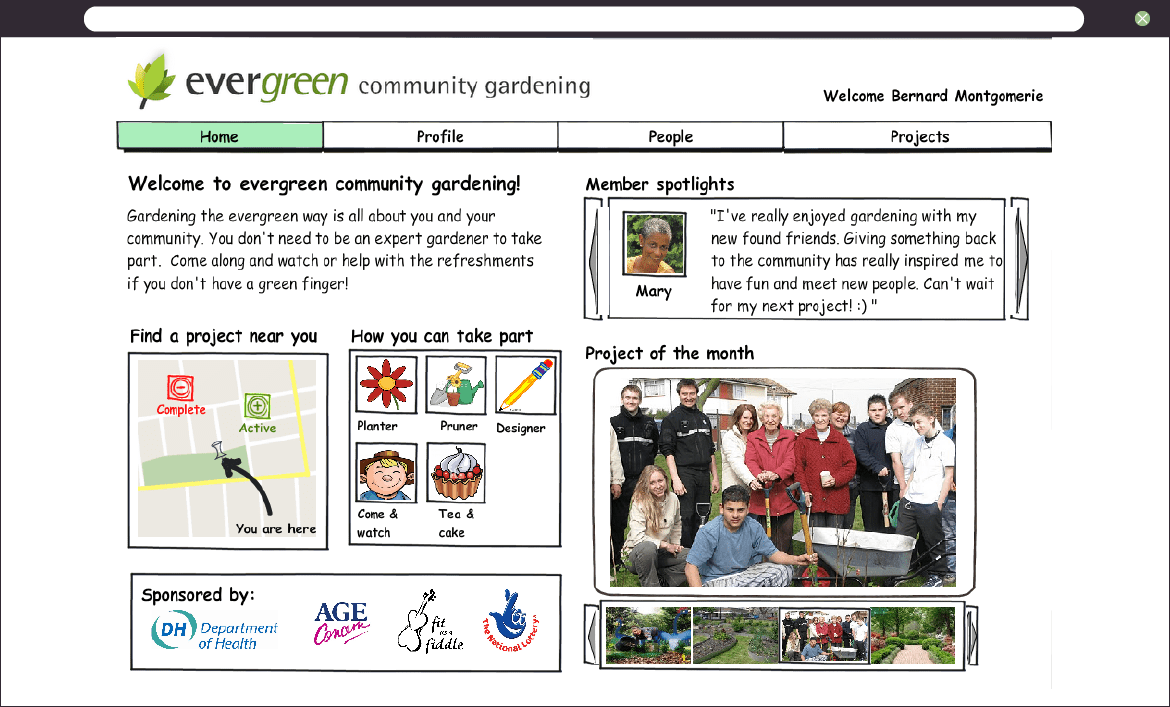 evergreen community gardening
Welcome Bernard Montgomerie
Home Profile People Projects
Welcome to evergreen community gardening!
Gardening the evergreen way is all about you and your
community. You don't need to be an expert gardener to take
part. Come along and watch or help with the refreshments
if you don't have a green finger!
Member spotlights
"I've really enjoyed gardening with my
new found friends. Giving something back
to the community has really inspired me to
have fun and meet new people. Can't wait
for my next project! :) "
Mary
Find a project near you
Complete
Active
You are here
How you can take part
Planter
Pruner
Designer
Come &
watch
Tea &
cake
Project of the month
Sponsored by:
DH Department
of Health
AGE
Concern
fit
as a
fiddle
The National Lottery